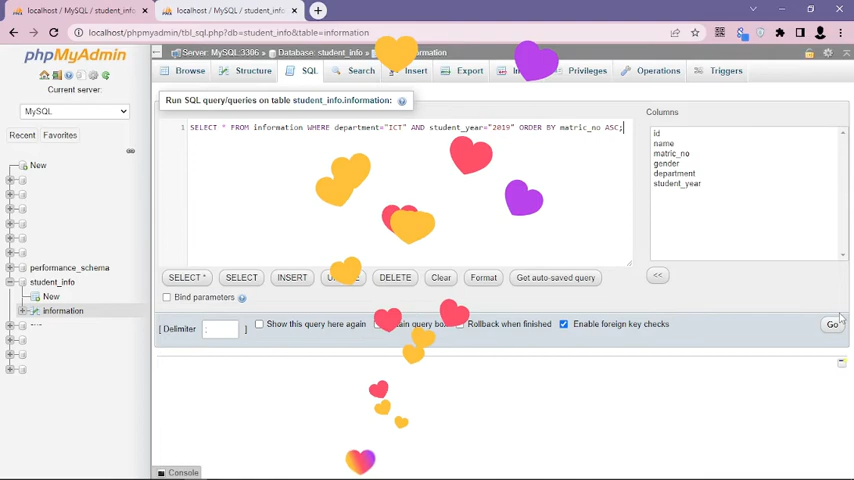 localhost / MySQL / student_info
localhost / MySQL / student_info
localhost/phpmyadmin/tbl_sql.php?db=student_info&table=information
phpMyAdmin
Current server:
MySQL
Recent
Favorites
New
performance_schema
student_info
New
information
Server: MySQL:3306 » Database: student_info »
Browse
Structure
SQL
Search
Insert
Export
Privileges
Operations
Triggers
Run SQL query/queries on table student_info.information:
1 SELECT * FROM information WHERE department="ICT" AND student_year="2019" ORDER BY matric_no ASC;
Columns
id
name
matric_no
gender
department
student_year
SELECT *
SELECT
INSERT
DELETE
Clear
Format
Get auto-saved query
<<
Bind parameters
[ Delimiter ; ]
Show this query here again
query box
Rollback when finished
Enable foreign key checks
Go
Console